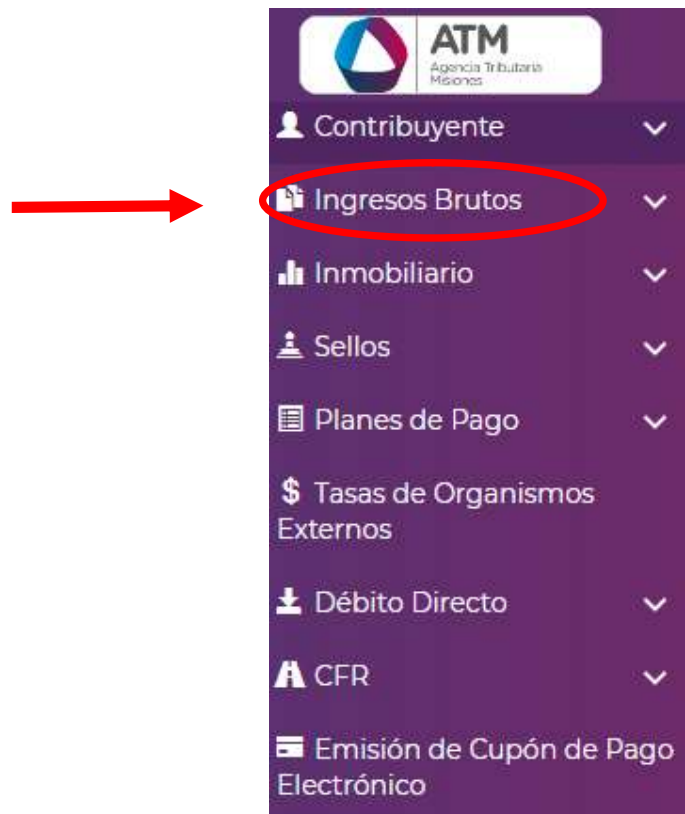 ATM
Agencia Tributaria
Misiones
Contribuyente
Ingresos Brutos
Inmobiliario
Sellos
Planes de Pago
$ Tasas de Organismos
Externos
Débito Directo
CFR
Emisión de Cupón de Pago
Electrónico